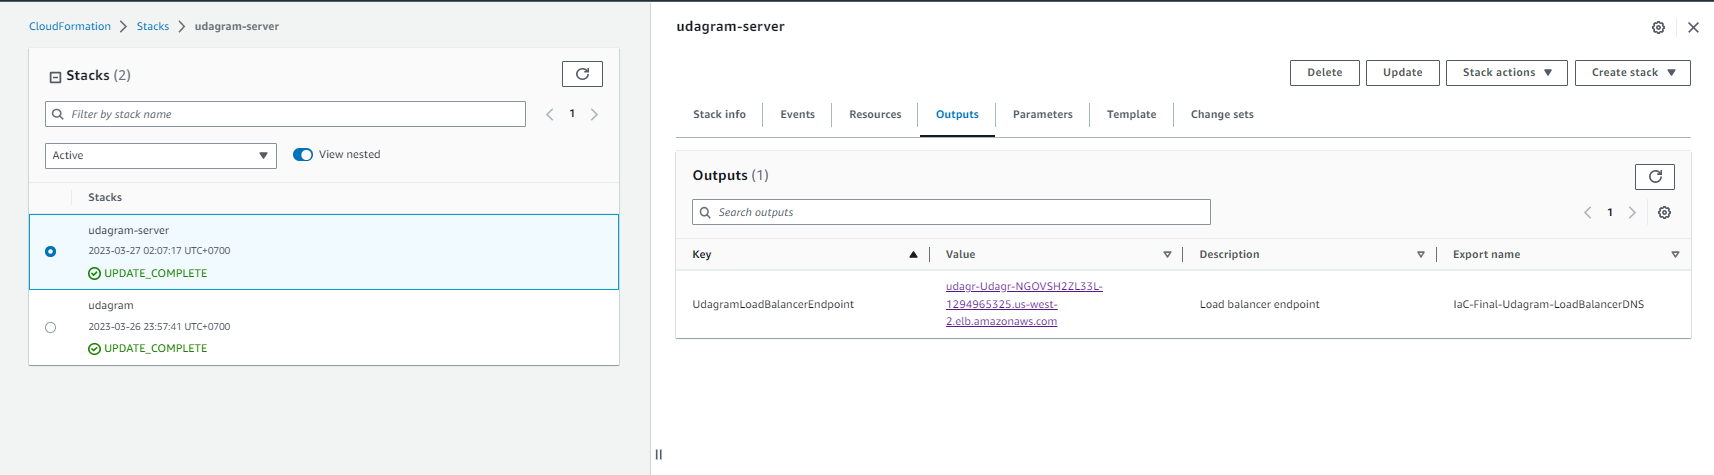 CloudFormation > Stacks > udagram-server
Stacks (2)
Filter by stack name
1
Active
View nested
Stacks
udagram-server
2023-03-27 02:07:17 UTC+0700
UPDATE_COMPLETE
udagram
2023-03-26 23:57:41 UTC+0700
UPDATE_COMPLETE
udagram-server
Delete Update Stack actions Create stack
Stack info Events Resources Outputs Parameters Template Change sets
Outputs (1)
Search outputs
1
Key Value Description Export name
UdagramLoadBalancerEndpoint
udagr-Udagr-NGOVSH2ZL33L-
1294965325.us-west-
2.elb.amazonaws.com
Load balancer endpoint
IaC-Final-Udagram-LoadBalancerDNS